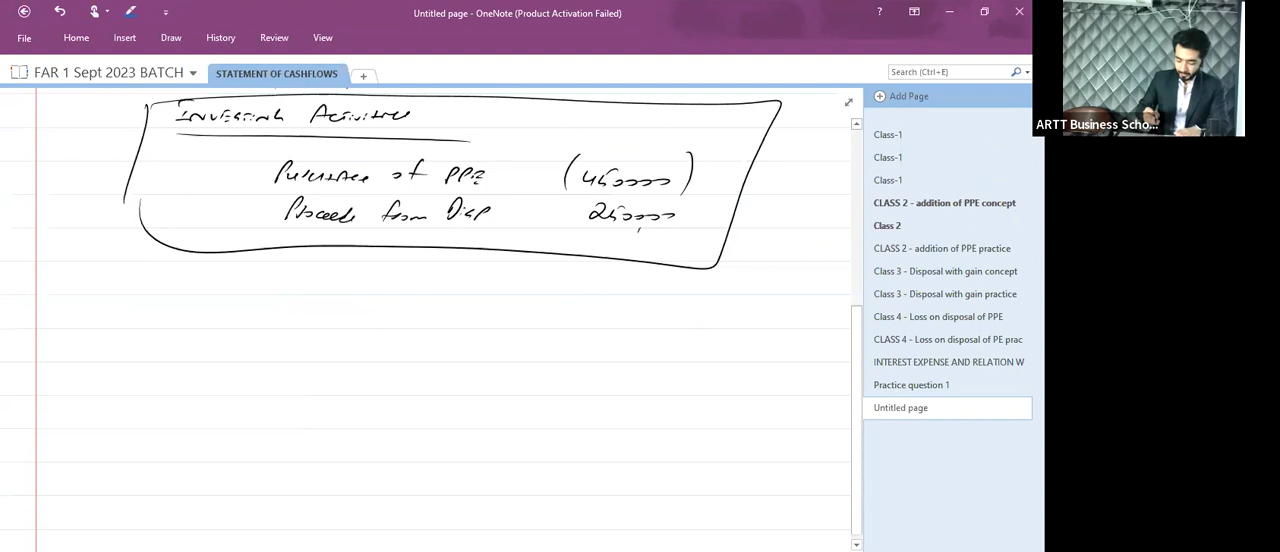 Untitled page - OneNote (Product Activation Failed)
File Home Insert Draw History Review View
FAR 1 Sept 2023 BATCH
STATEMENT OF CASHFLOWS
Search (Ctrl+E)
Add Page
ARTT Business Scho...
INVESTING ACTIVITIES
Purchase of PPE (450000)
Proceeds from Disp 250000
Class-1
Class-1
Class-1
CLASS 2 - addition of PPE concept
Class 2
CLASS 2 - addition of PPE practice
Class 3 - Disposal with gain concept
Class 3 - Disposal with gain practice
Class 4 - Loss on disposal of PPE
CLASS 4 - Loss on disposal of PE prac
INTEREST EXPENSE AND RELATION W
Practice question 1
Untitled page